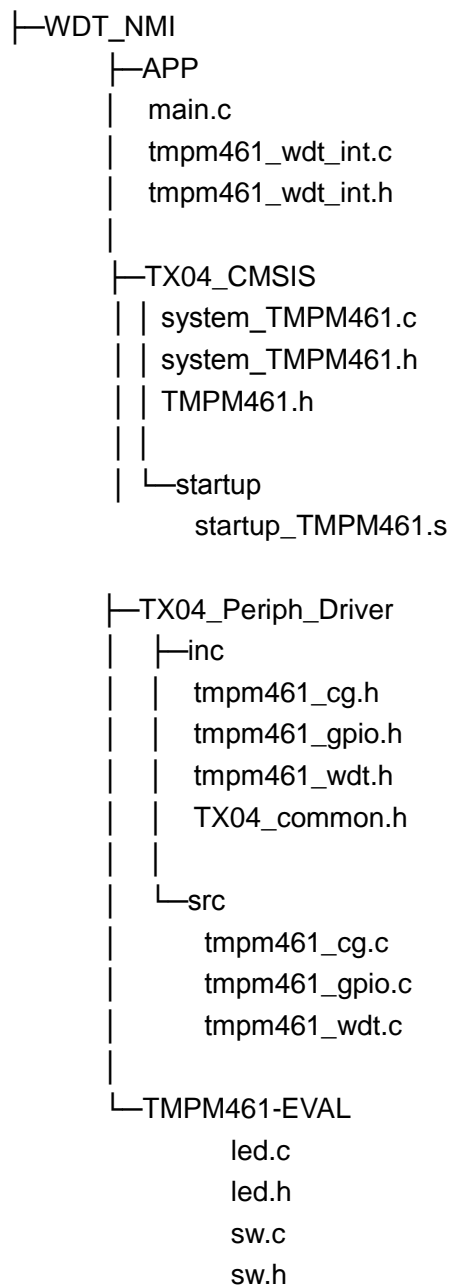 ├─WDT_NMI
├─APP
│ main.c
│ tmpm461_wdt_int.c
│ tmpm461_wdt_int.h
│
├─TX04_CMSIS
│ │ system_TMPM461.c
│ │ system_TMPM461.h
│ │ TMPM461.h
│ │
│ └─startup
startup_TMPM461.s
├─TX04_Periph_Driver
│ ├─inc
│ │ tmpm461_cg.h
│ │ tmpm461_gpio.h
│ │ tmpm461_wdt.h
│ │ TX04_common.h
│ │
│ └─src
│ tmpm461_cg.c
│ tmpm461_gpio.c
│ tmpm461_wdt.c
│
└─TMPM461-EVAL
led.c
led.h
sw.c
sw.h